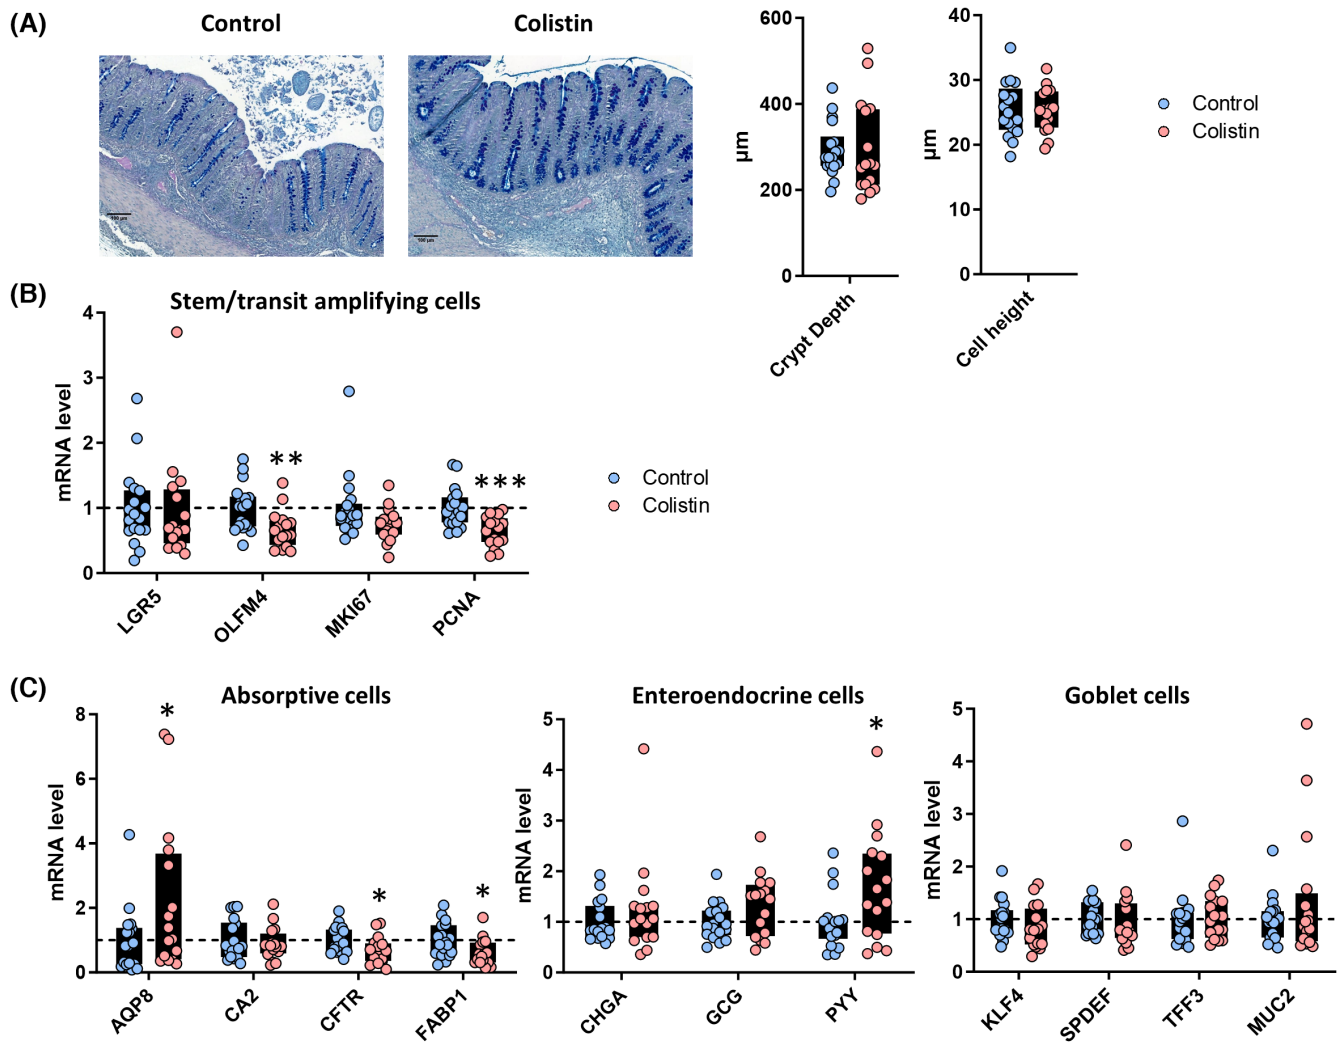 (A)
Control
Colistin
100 µm
100 µm
600
400
200
0
µm
Crypt Depth
40
30
20
10
0
µm
Cell height
Control
Colistin
(B)
Stem/transit amplifying cells
4
3
2
1
0
mRNA level
**
***
LGR5
OLFM4
MKI67
PCNA
Control
Colistin
(C)
Absorptive cells
8
6
4
2
0
mRNA level
*
*
*
AQP8
CA2
CFTR
FABP1
Enteroendocrine cells
5
4
3
2
1
0
mRNA level
*
CHGA
GCG
PYY
Goblet cells
5
4
3
2
1
0
mRNA level
KLF4
SPDEF
TFF3
MUC2